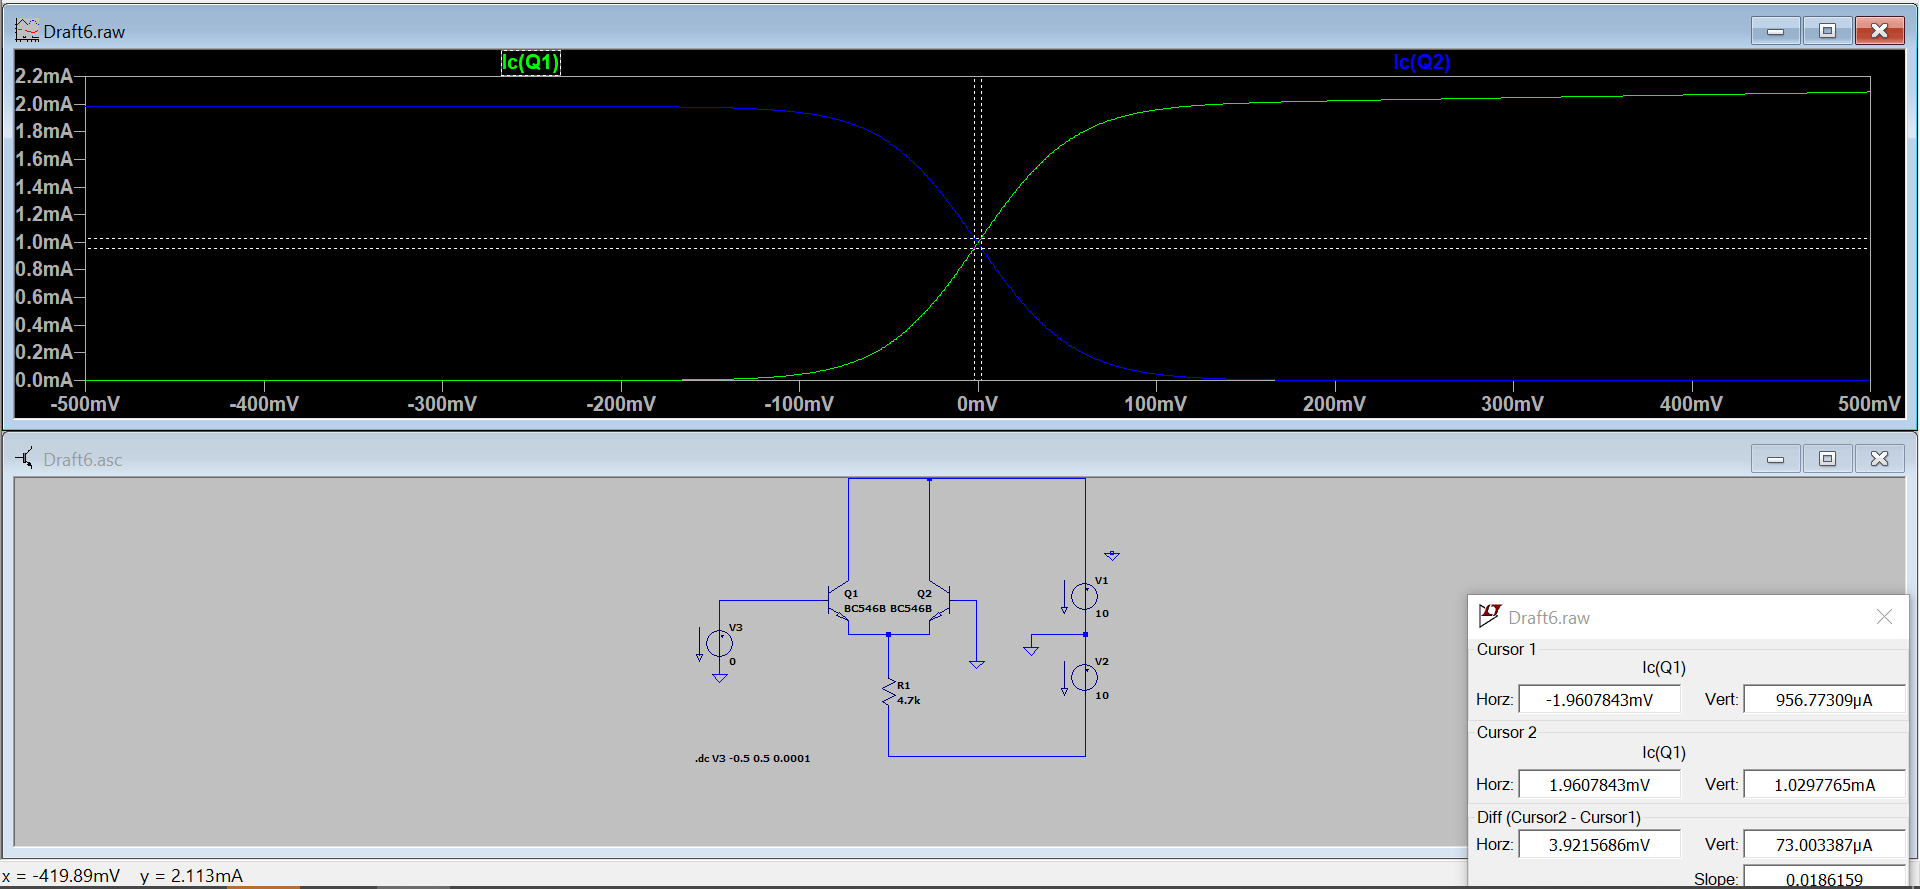 Draft6.raw
Ic(Q1) Ic(Q2)
2.2mA
2.0mA
1.8mA
1.6mA
1.4mA
1.2mA
1.0mA
0.8mA
0.6mA
0.4mA
0.2mA
0.0mA
-500mV -400mV -300mV -200mV -100mV 0mV 100mV 200mV 300mV 400mV 500mV
Draft6.asc
V1
10
Q1 Q2
BC546B BC546B
V3
0
V2
10
R1
4.7k
.dc V3 -0.5 0.5 0.0001
Draft6.raw
Cursor 1
Ic(Q1)
Horz: -1.9607843mV Vert: 956.77309µA
Cursor 2
Ic(Q1)
Horz: 1.9607843mV Vert: 1.0297765mA
Diff (Cursor2 - Cursor1)
Horz: 3.9215686mV Vert: 73.003387µA
Slope: 0.0186159
x = -419.89mV y = 2.113mA